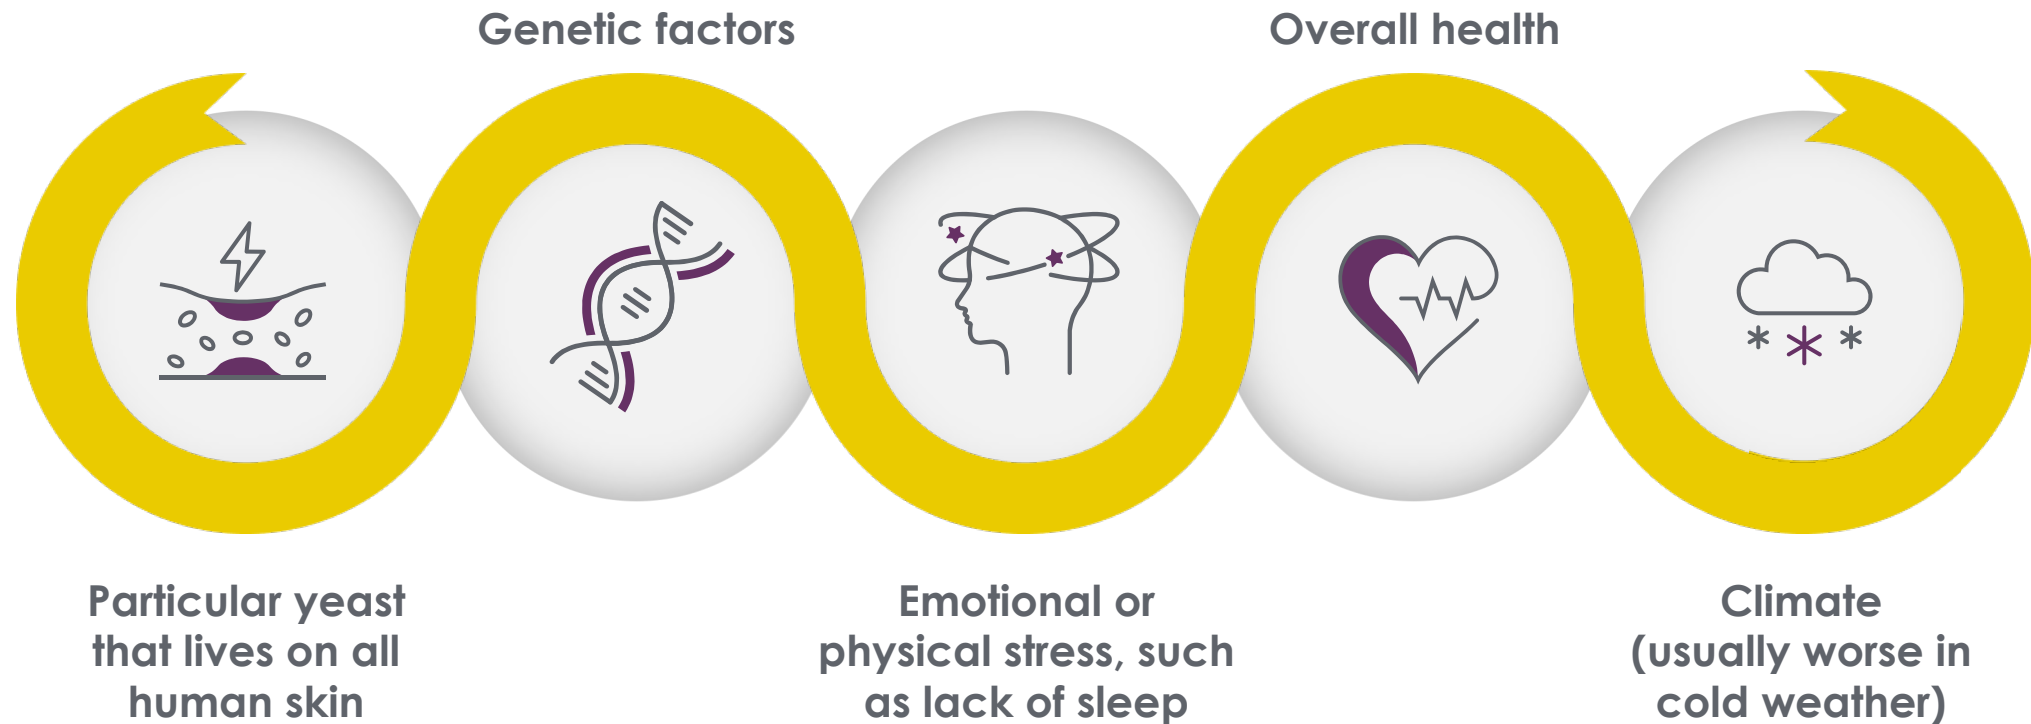 Genetic factors
Overall health
Particular yeast
that lives on all
human skin
Emotional or
physical stress, such
as lack of sleep
Climate
(usually worse in
cold weather)